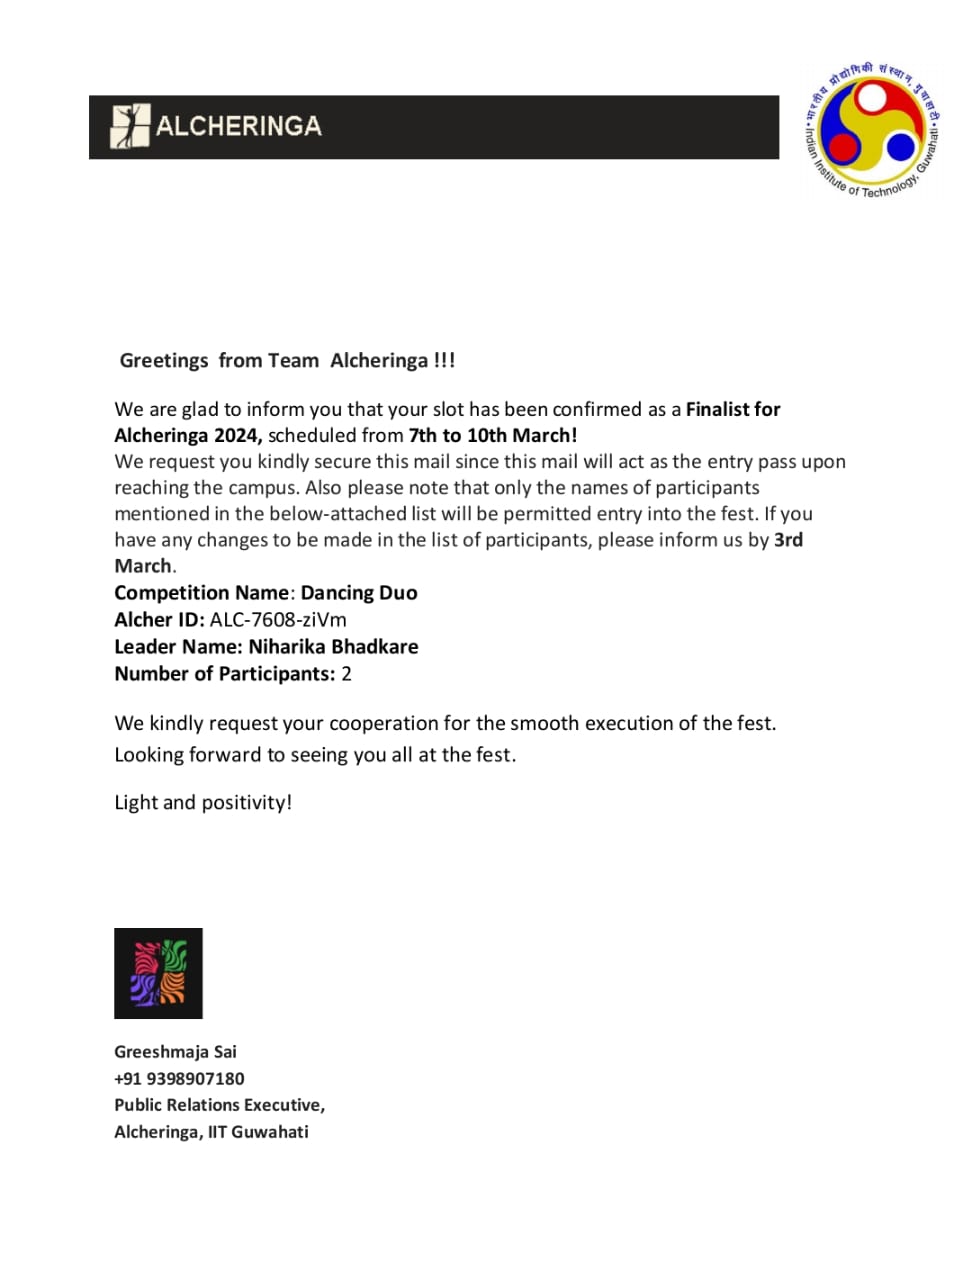 ALCHERINGA
भारतीय प्रौद्योगिकी संस्थान, गुवाहाटी
Indian Institute of Technology, Guwahati
Greetings from Team Alcheringa !!!
We are glad to inform you that your slot has been confirmed as a Finalist for
Alcheringa 2024, scheduled from 7th to 10th March!
We request you kindly secure this mail since this mail will act as the entry pass upon
reaching the campus. Also please note that only the names of participants
mentioned in the below-attached list will be permitted entry into the fest. If you
have any changes to be made in the list of participants, please inform us by 3rd
March.
Competition Name: Dancing Duo
Alcher ID: ALC-7608-ziVm
Leader Name: Niharika Bhadkare
Number of Participants: 2
We kindly request your cooperation for the smooth execution of the fest.
Looking forward to seeing you all at the fest.
Light and positivity!
Greeshmaja Sai
+91 9398907180
Public Relations Executive,
Alcheringa, IIT Guwahati